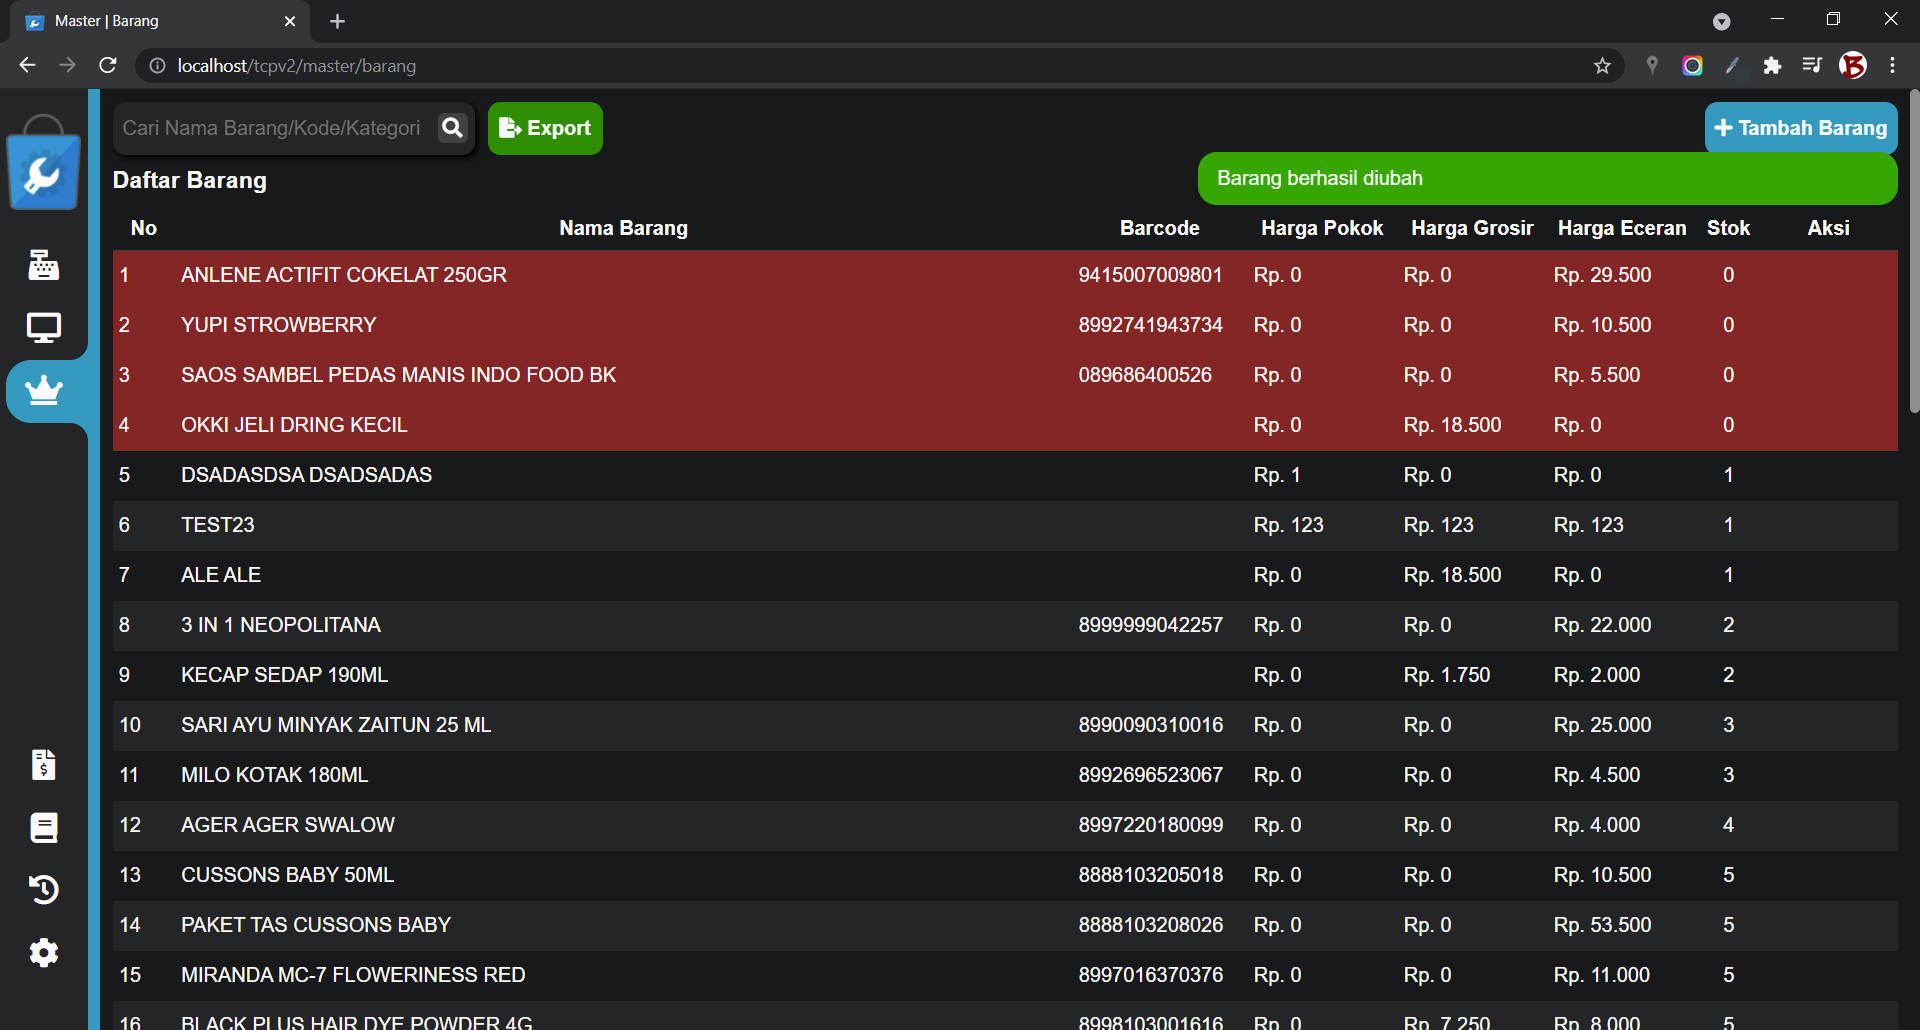 Master | Barang
localhost/tcpv2/master/barang
Cari Nama Barang/Kode/Kategori
Export
+ Tambah Barang
Daftar Barang
Barang berhasil diubah
No Nama Barang Barcode Harga Pokok Harga Grosir Harga Eceran Stok Aksi
1 ANLENE ACTIFIT COKELAT 250GR 9415007009801 Rp. 0 Rp. 0 Rp. 29.500 0
2 YUPI STROWBERRY 8992741943734 Rp. 0 Rp. 0 Rp. 10.500 0
3 SAOS SAMBEL PEDAS MANIS INDO FOOD BK 089686400526 Rp. 0 Rp. 0 Rp. 5.500 0
4 OKKI JELI DRING KECIL Rp. 0 Rp. 18.500 Rp. 0 0
5 DSADASDSA DSADSADAS Rp. 1 Rp. 0 Rp. 0 1
6 TEST23 Rp. 123 Rp. 123 Rp. 123 1
7 ALE ALE Rp. 0 Rp. 18.500 Rp. 0 1
8 3 IN 1 NEOPOLITANA 8999999042257 Rp. 0 Rp. 0 Rp. 22.000 2
9 KECAP SEDAP 190ML Rp. 0 Rp. 1.750 Rp. 2.000 2
10 SARI AYU MINYAK ZAITUN 25 ML 8990090310016 Rp. 0 Rp. 0 Rp. 25.000 3
11 MILO KOTAK 180ML 8992696523067 Rp. 0 Rp. 0 Rp. 4.500 3
12 AGER AGER SWALOW 8997220180099 Rp. 0 Rp. 0 Rp. 4.000 4
13 CUSSONS BABY 50ML 8888103205018 Rp. 0 Rp. 0 Rp. 10.500 5
14 PAKET TAS CUSSONS BABY 8888103208026 Rp. 0 Rp. 0 Rp. 53.500 5
15 MIRANDA MC-7 FLOWERINESS RED 8997016370376 Rp. 0 Rp. 0 Rp. 11.000 5
16 BLACK PLUS HAIR DYE POWDER 4G 8998103001616 Rp. 0 Rp. 7.250 Rp. 8.000 5